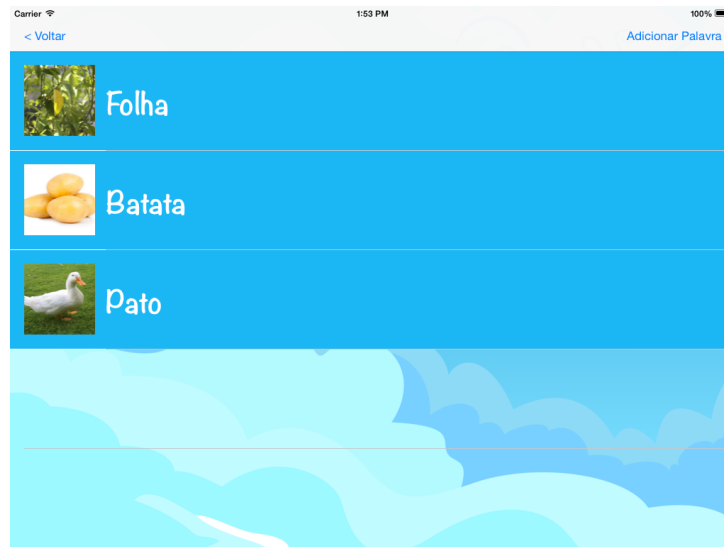 Carrier 1:53 PM 100%
< Voltar Adicionar Palavra
Folha
Batata
Pato